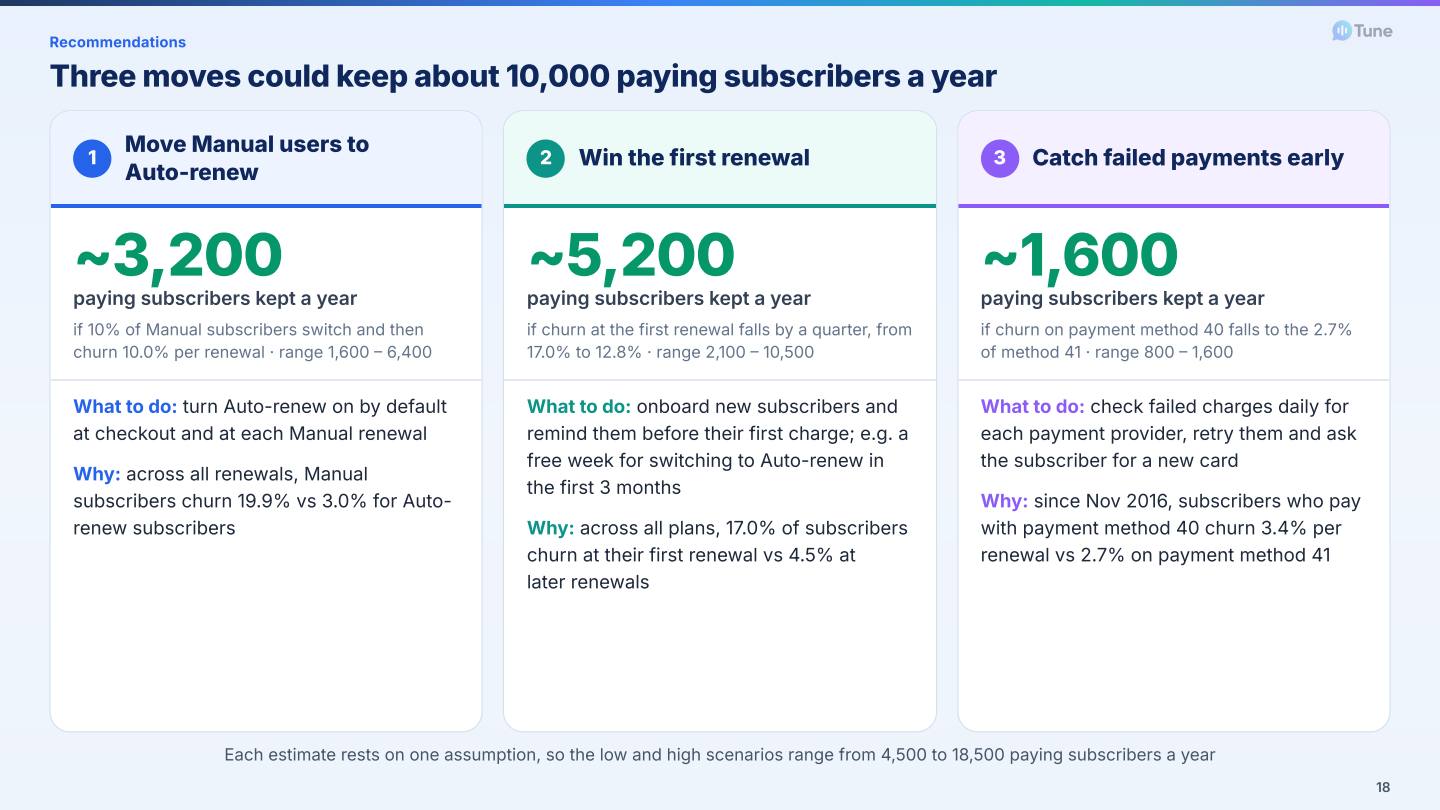 Tune
Recommendations
Three moves could keep about 10,000 paying subscribers a year
1
Move Manual users to
Auto-renew
~3,200
paying subscribers kept a year
if 10% of Manual subscribers switch and then
churn 10.0% per renewal · range 1,600 – 6,400
What to do: turn Auto-renew on by default
at checkout and at each Manual renewal
Why: across all renewals, Manual
subscribers churn 19.9% vs 3.0% for Auto-
renew subscribers
2
Win the first renewal
~5,200
paying subscribers kept a year
if churn at the first renewal falls by a quarter, from
17.0% to 12.8% · range 2,100 – 10,500
What to do: onboard new subscribers and
remind them before their first charge; e.g. a
free week for switching to Auto-renew in
the first 3 months
Why: across all plans, 17.0% of subscribers
churn at their first renewal vs 4.5% at
later renewals
3
Catch failed payments early
~1,600
paying subscribers kept a year
if churn on payment method 40 falls to the 2.7%
of method 41 · range 800 – 1,600
What to do: check failed charges daily for
each payment provider, retry them and ask
the subscriber for a new card
Why: since Nov 2016, subscribers who pay
with payment method 40 churn 3.4% per
renewal vs 2.7% on payment method 41
Each estimate rests on one assumption, so the low and high scenarios range from 4,500 to 18,500 paying subscribers a year
18